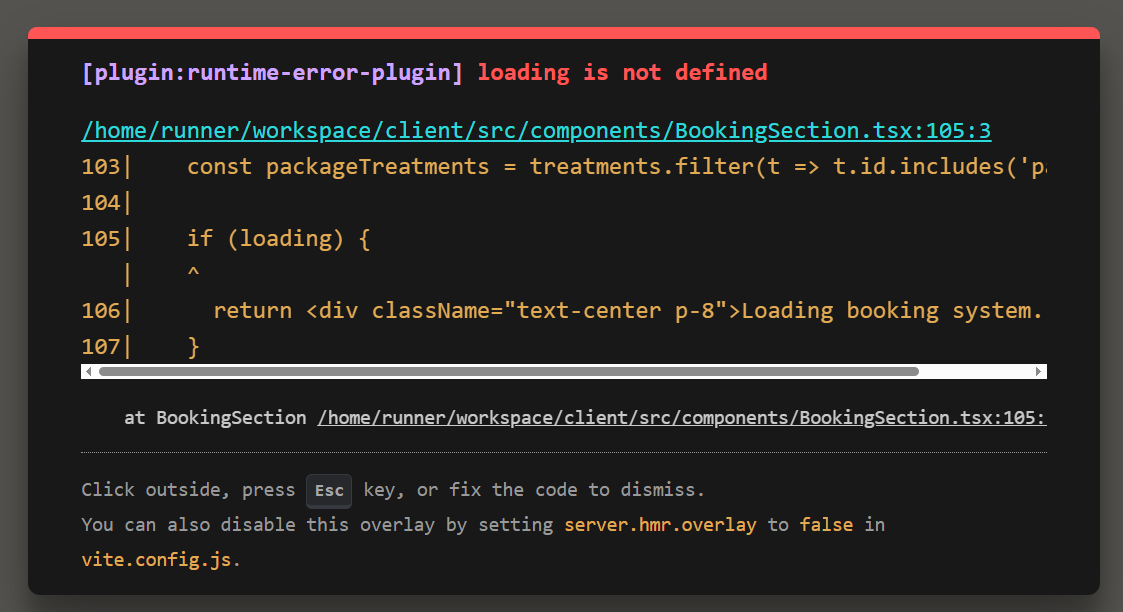 [plugin:runtime-error-plugin] loading is not defined
/home/runner/workspace/client/src/components/BookingSection.tsx:105:3
103|    const packageTreatments = treatments.filter(t => t.id.includes('p
104|
105|    if (loading) {
   |    ^
106|      return <div className="text-center p-8">Loading booking system.
107|    }
at BookingSection /home/runner/workspace/client/src/components/BookingSection.tsx:105:
Click outside, press Esc key, or fix the code to dismiss.
You can also disable this overlay by setting server.hmr.overlay to false in
vite.config.js.